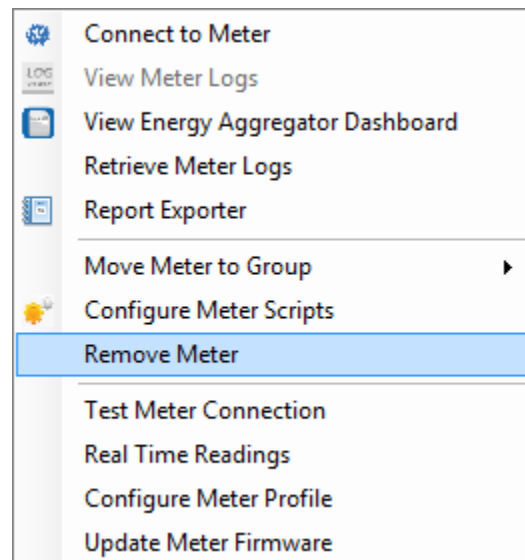 Connect to Meter
LOG
View Meter Logs
View Energy Aggregator Dashboard
Retrieve Meter Logs
Report Exporter
Move Meter to Group
Configure Meter Scripts
Remove Meter
Test Meter Connection
Real Time Readings
Configure Meter Profile
Update Meter Firmware